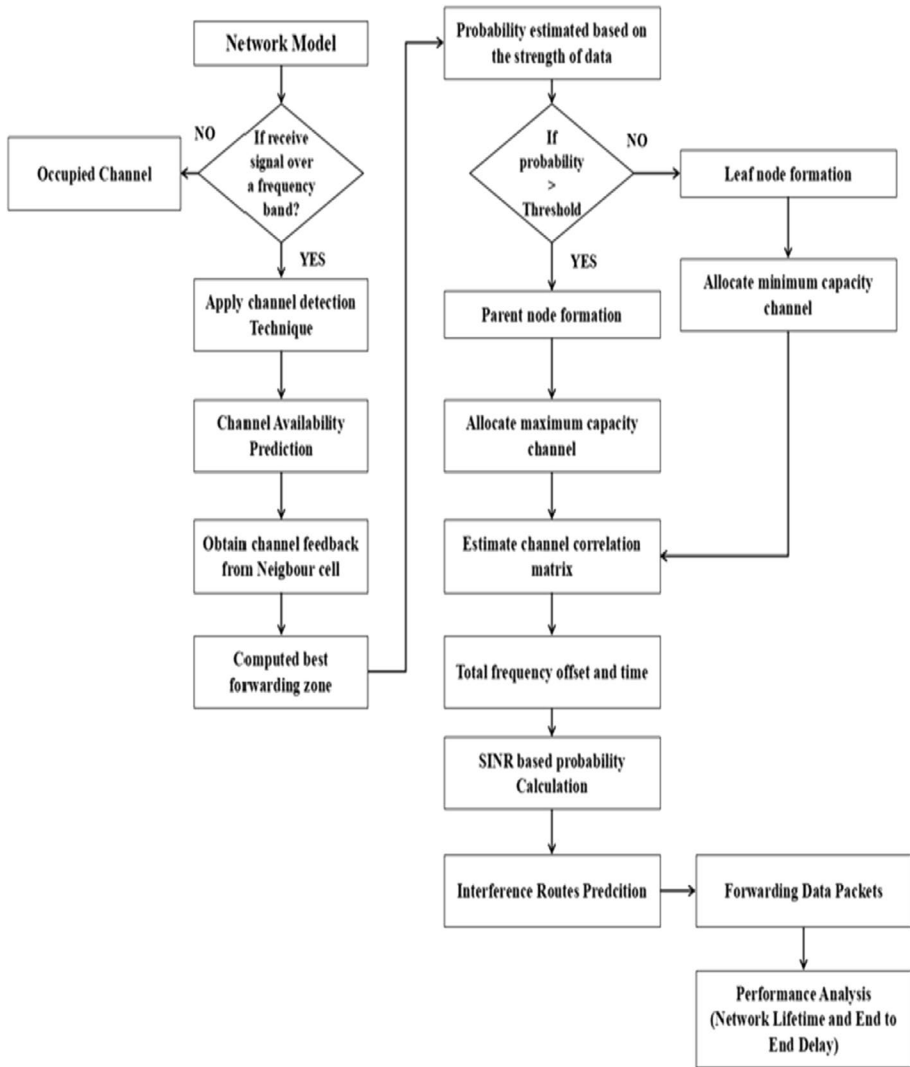 Network Model
NO
If receive
signal over
a frequency
band?
Occupied Channel
YES
Apply channel detection
Technique
Channel Availability
Prediction
Obtain channel feedback
from Neigbour cell
Computed best
forwarding zone
Probability estimated based on
the strength of data
If
probability
>
Threshold
NO
Leaf node formation
Allocate minimum capacity
channel
YES
Parent node formation
Allocate maximum capacity
channel
Estimate channel correlation
matrix
Total frequency offset and time
SINR based probability
Calculation
Interference Routes Predcition
Forwarding Data Packets
Performance Analysis
(Network Lifetime and End to
End Delay)